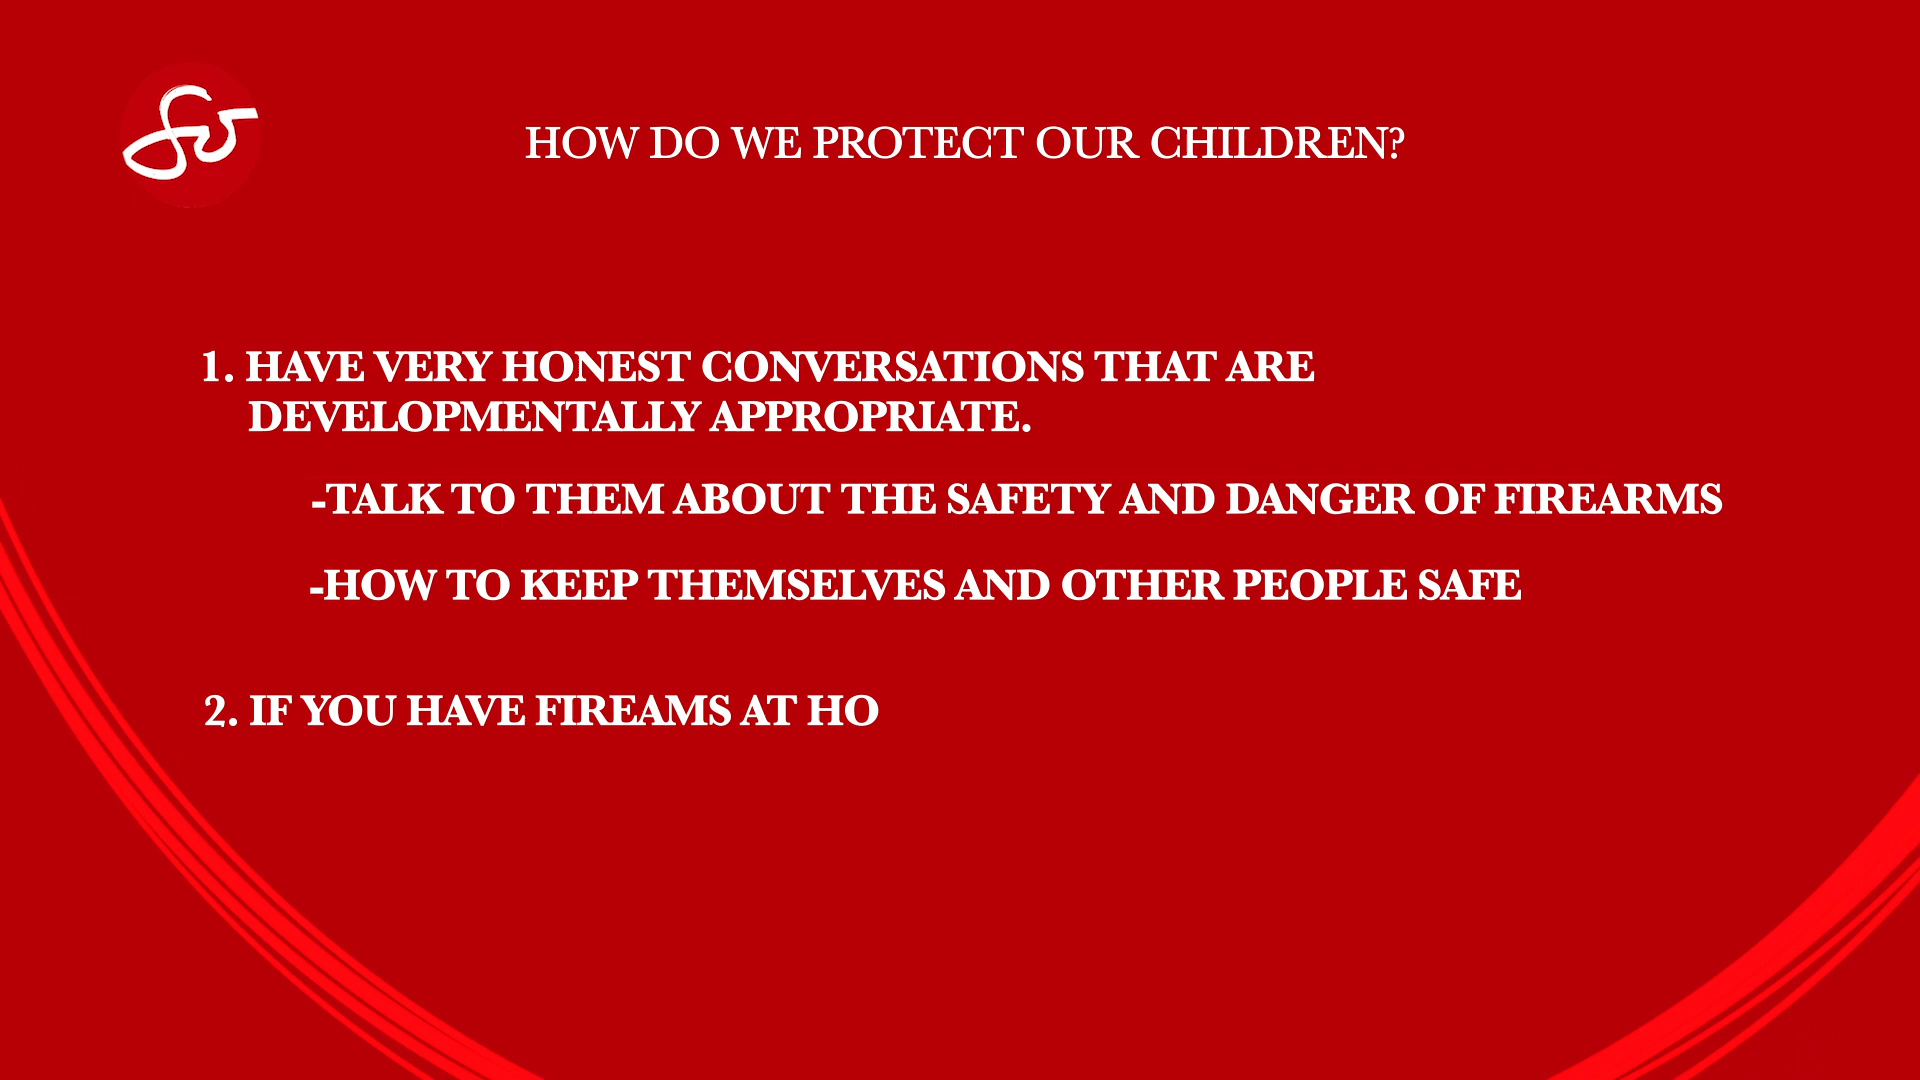 HOW DO WE PROTECT OUR CHILDREN?
1. HAVE VERY HONEST CONVERSATIONS THAT ARE
DEVELOPMENTALLY APPROPRIATE.
-TALK TO THEM ABOUT THE SAFETY AND DANGER OF FIREARMS
-HOW TO KEEP THEMSELVES AND OTHER PEOPLE SAFE
2. IF YOU HAVE FIREAMS AT HO